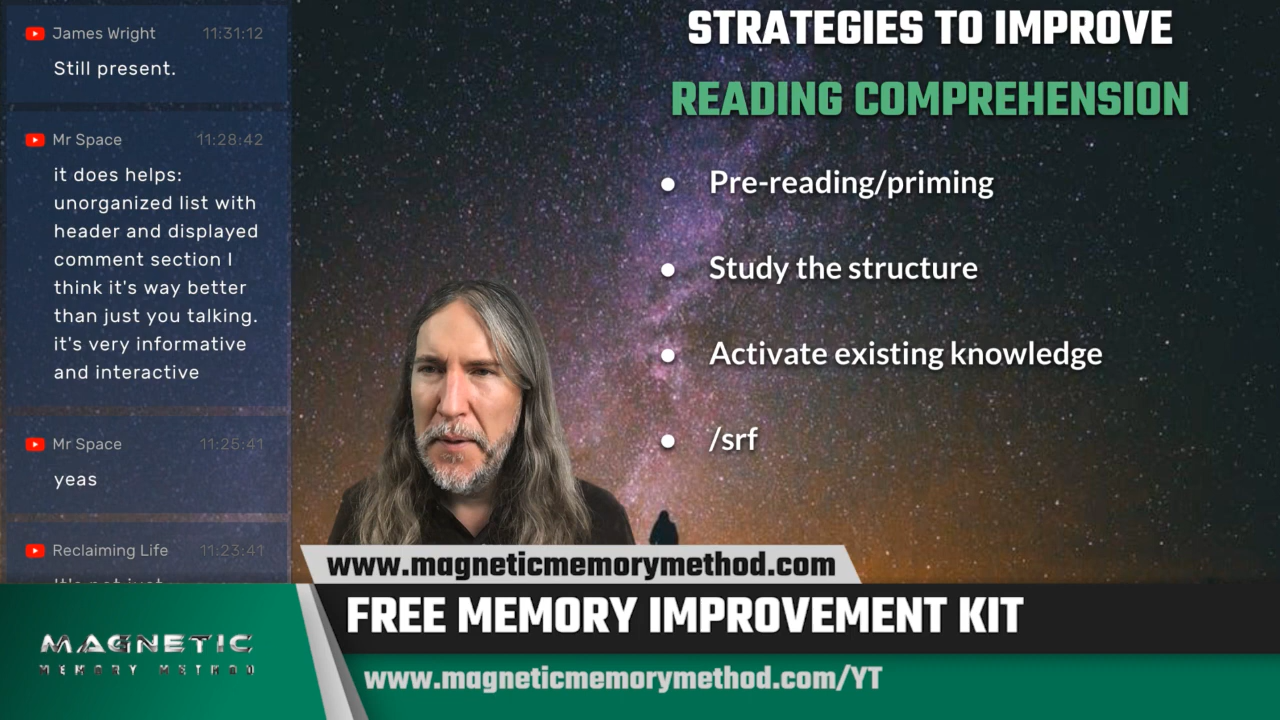 James Wright 11:31:12
Still present.
Mr Space 11:28:42
it does helps:
unorganized list with
header and displayed
comment section I
think it's way better
than just you talking.
it's very informative
and interactive
Mr Space 11:25:41
yeas
Reclaiming Life 11:23:41
It's not just
STRATEGIES TO IMPROVE
READING COMPREHENSION
• Pre-reading/priming
• Study the structure
• Activate existing knowledge
• /srf
www.magneticmemorymethod.com
FREE MEMORY IMPROVEMENT KIT
www.magneticmemorymethod.com/YT
MAGNETIC
MEMORY METHOD